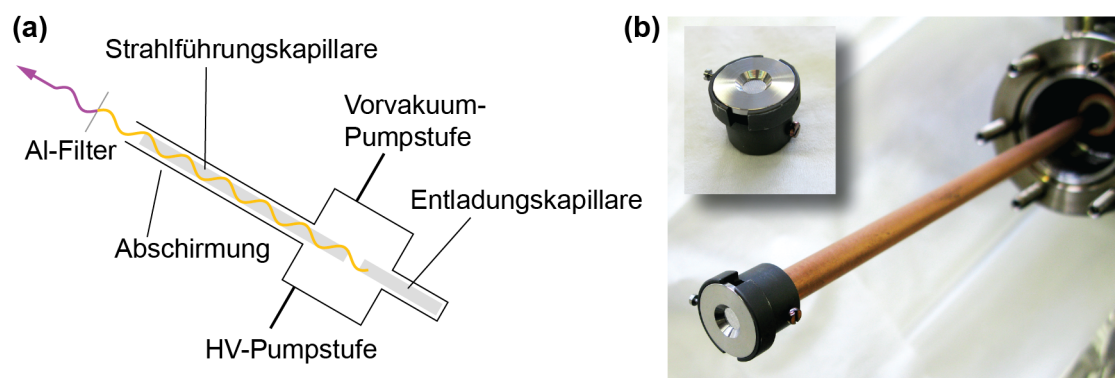 (a)
Strahlführungskapillare
Vorvakuum-
Pumpstufe
Al-Filter
Entladungskapillare
Abschirmung
HV-Pumpstufe
(b)